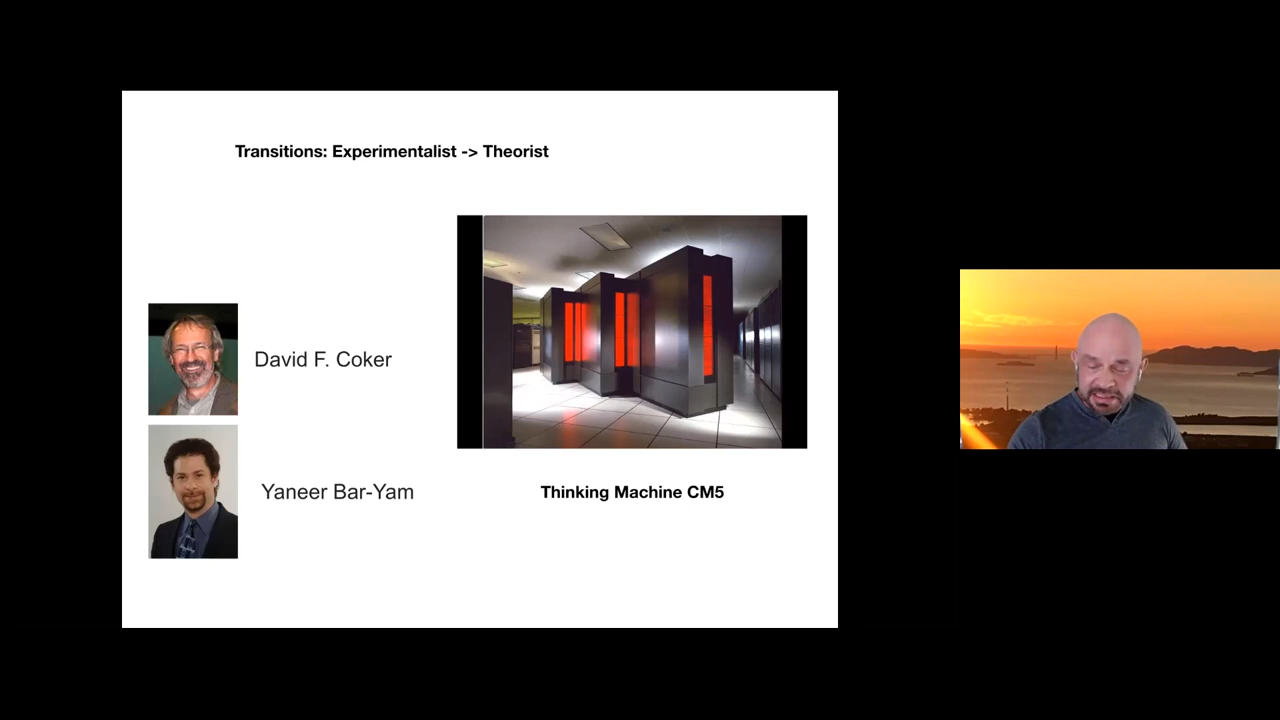 Transitions: Experimentalist -> Theorist
David F. Coker
Yaneer Bar-Yam
Thinking Machine CM5